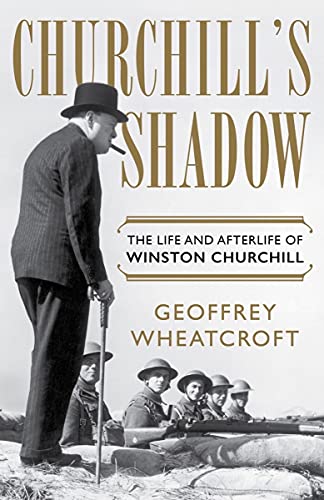 CHURCHILL'S
SHADOW
THE LIFE AND AFTERLIFE OF
WINSTON CHURCHILL
GEOFFREY
WHEATCROFT